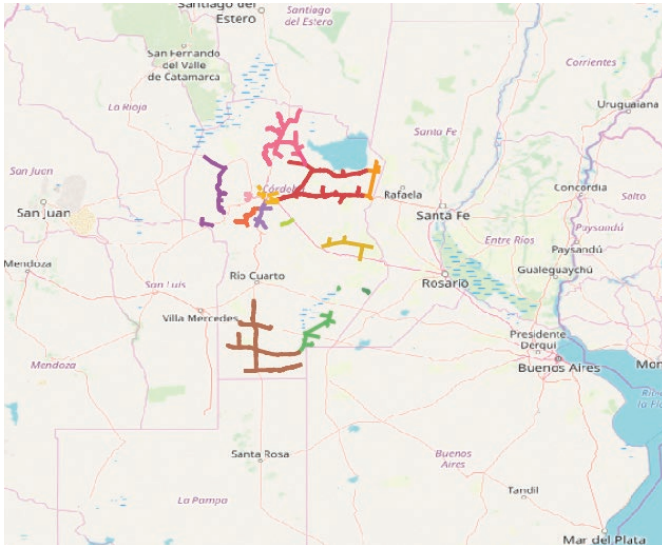 Santiago del
Estero
Santiago
del Estero
San Fernando
del Valle
de Catamarca
Corrientes
La Rioja
Uruguaiana
Santa Fe
San Juan
Córdoba
Rafaela
Concordia
Salto
San Juan
Santa Fe
Paysandú
Entre Ríos
Paysandú
Mendoza
Río Cuarto
Gualeguaychú
San Luis
Rosario
Villa Mercedes
Presidente
Derqui
Buenos Aires
Mon
Mendoza
Santa Rosa
Buenos
Aires
La Pampa
Tandil
Mar del Plata